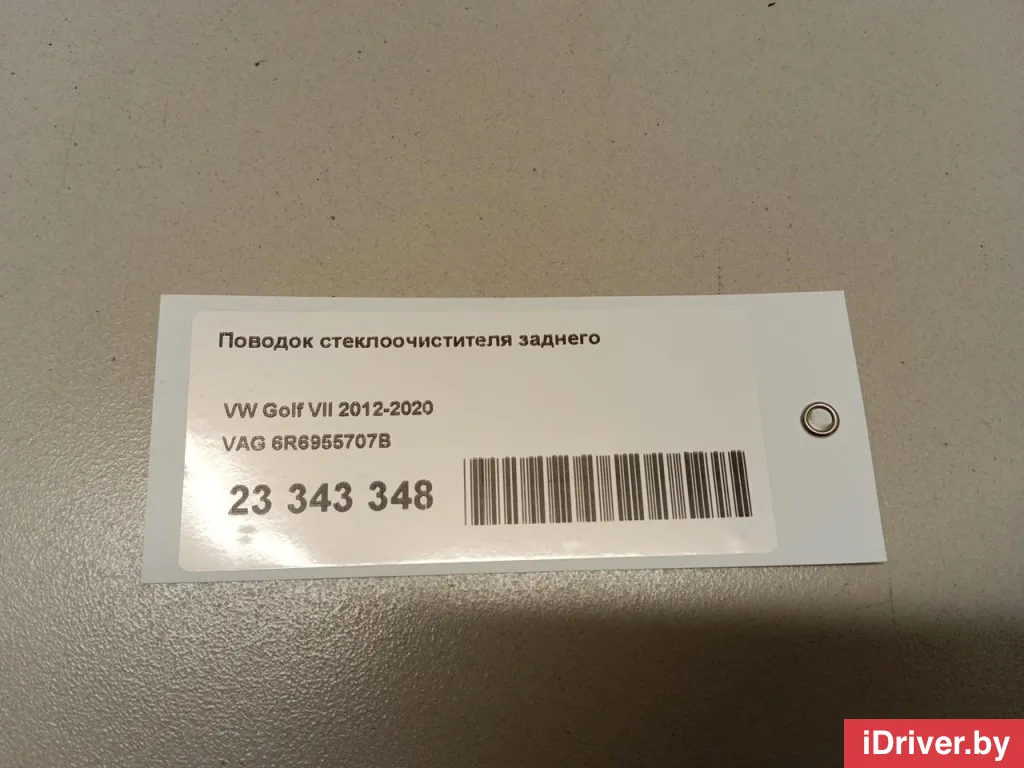 Поводок стеклоочистителя заднего
VW Golf VII 2012-2020
VAG 6R6955707B
23 343 348
iDriver.by